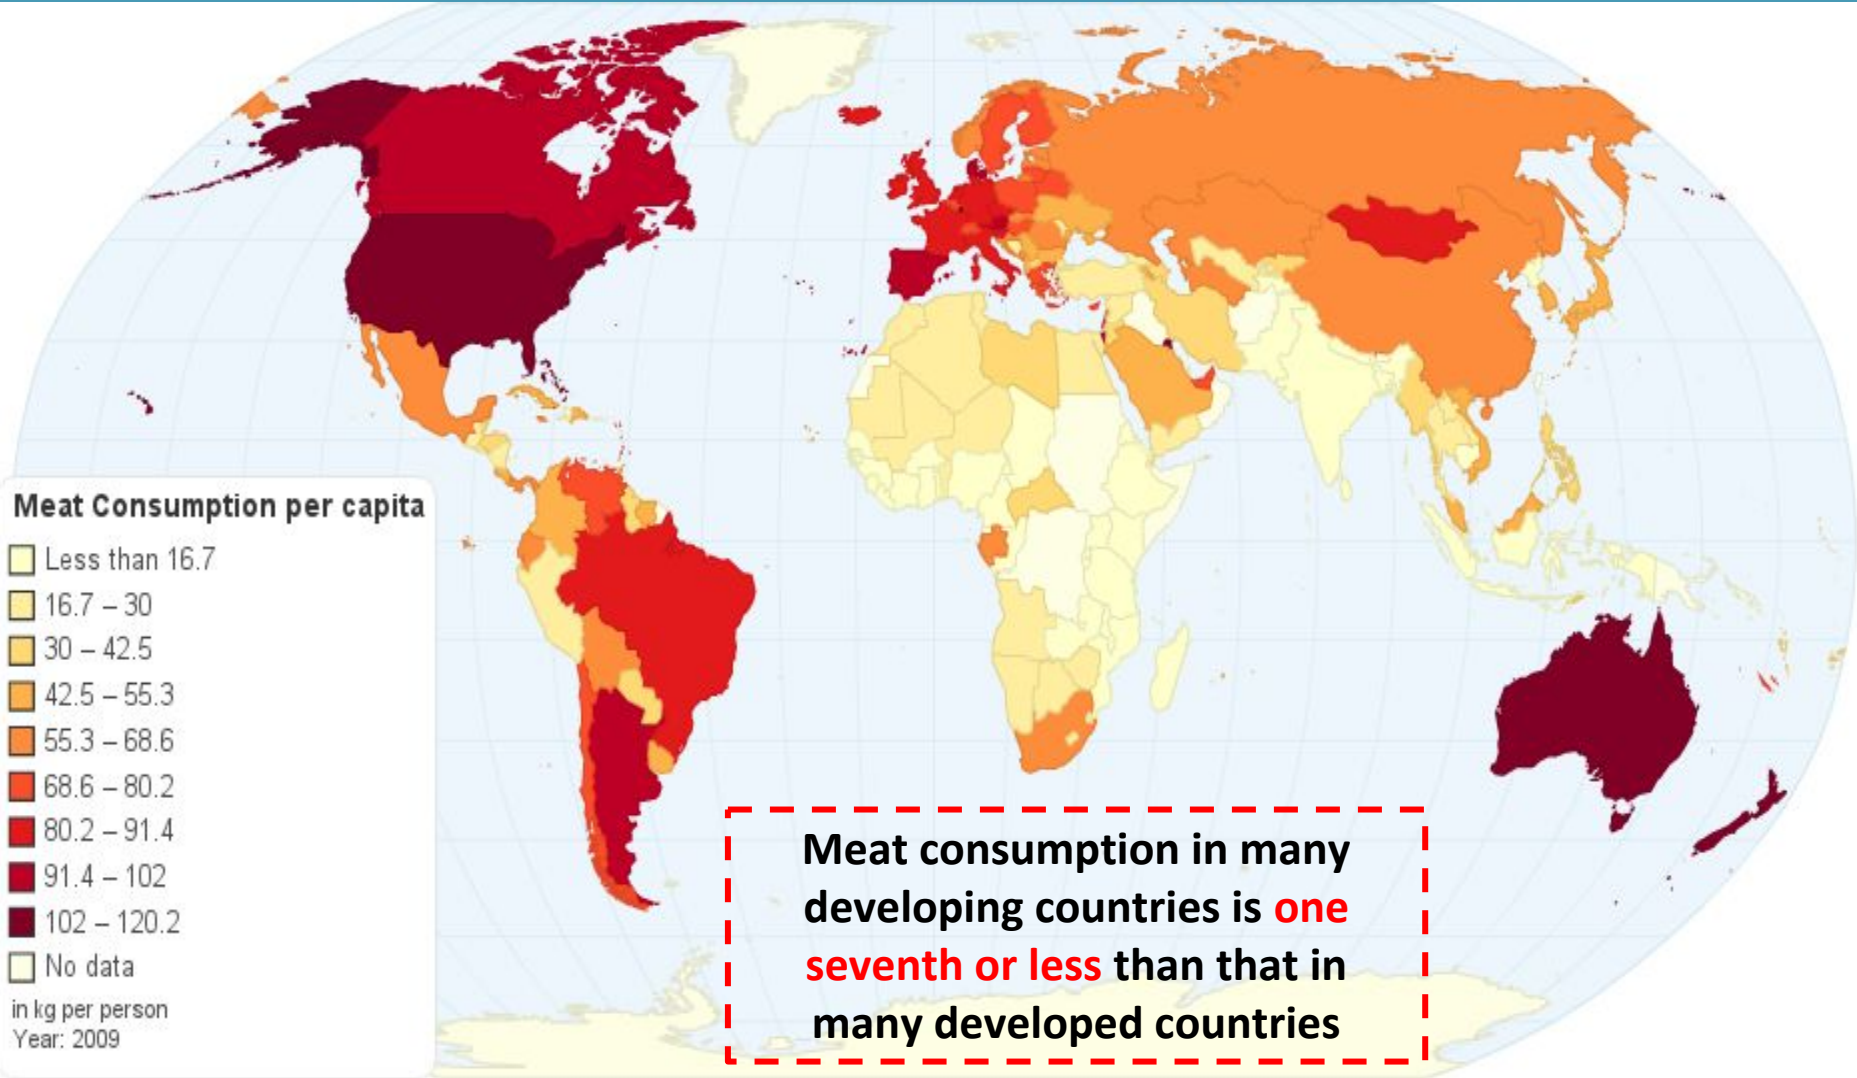 Meat Consumption per capita
Less than 16.7
16.7 – 30
30 – 42.5
42.5 – 55.3
55.3 – 68.6
68.6 – 80.2
80.2 – 91.4
91.4 – 102
102 – 120.2
No data
in kg per person
Year: 2009
Meat consumption in many
developing countries is one
seventh or less than that in
many developed countries